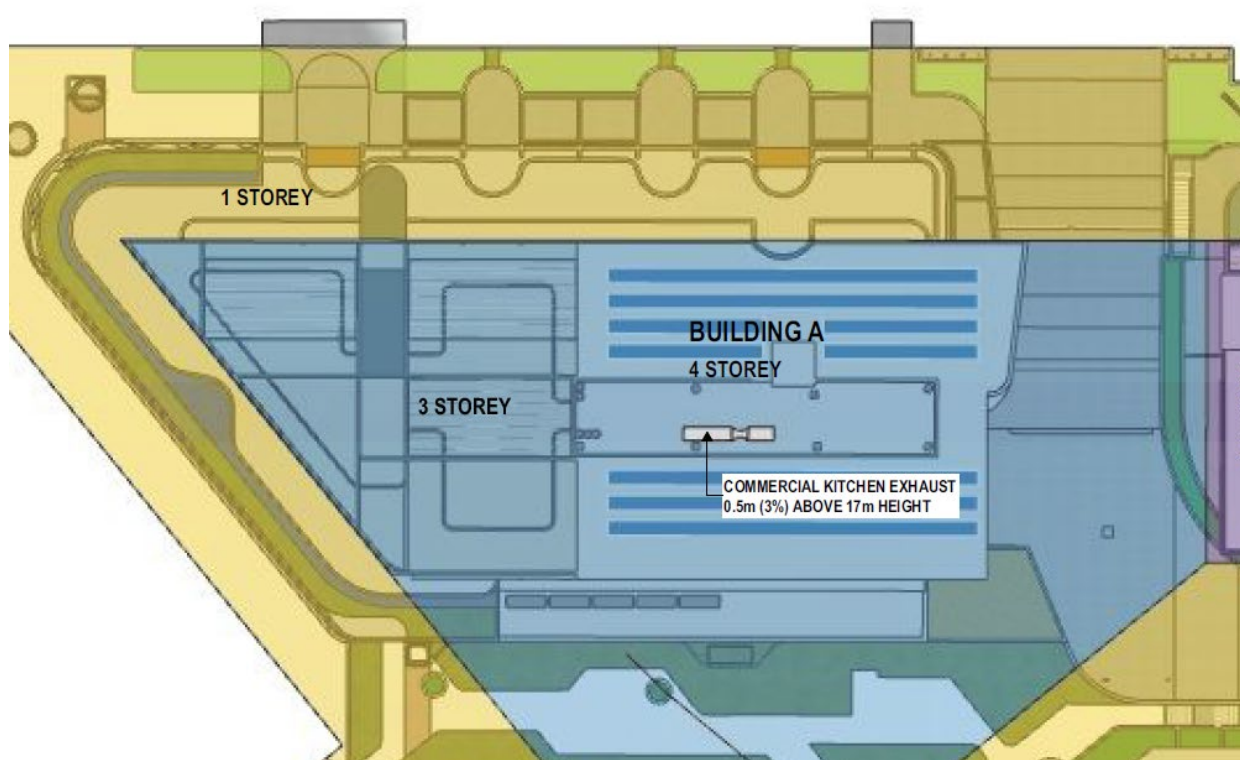 1 STOREY
BUILDING A
4 STOREY
3 STOREY
COMMERCIAL KITCHEN EXHAUST
0.5m (3%) ABOVE 17m HEIGHT